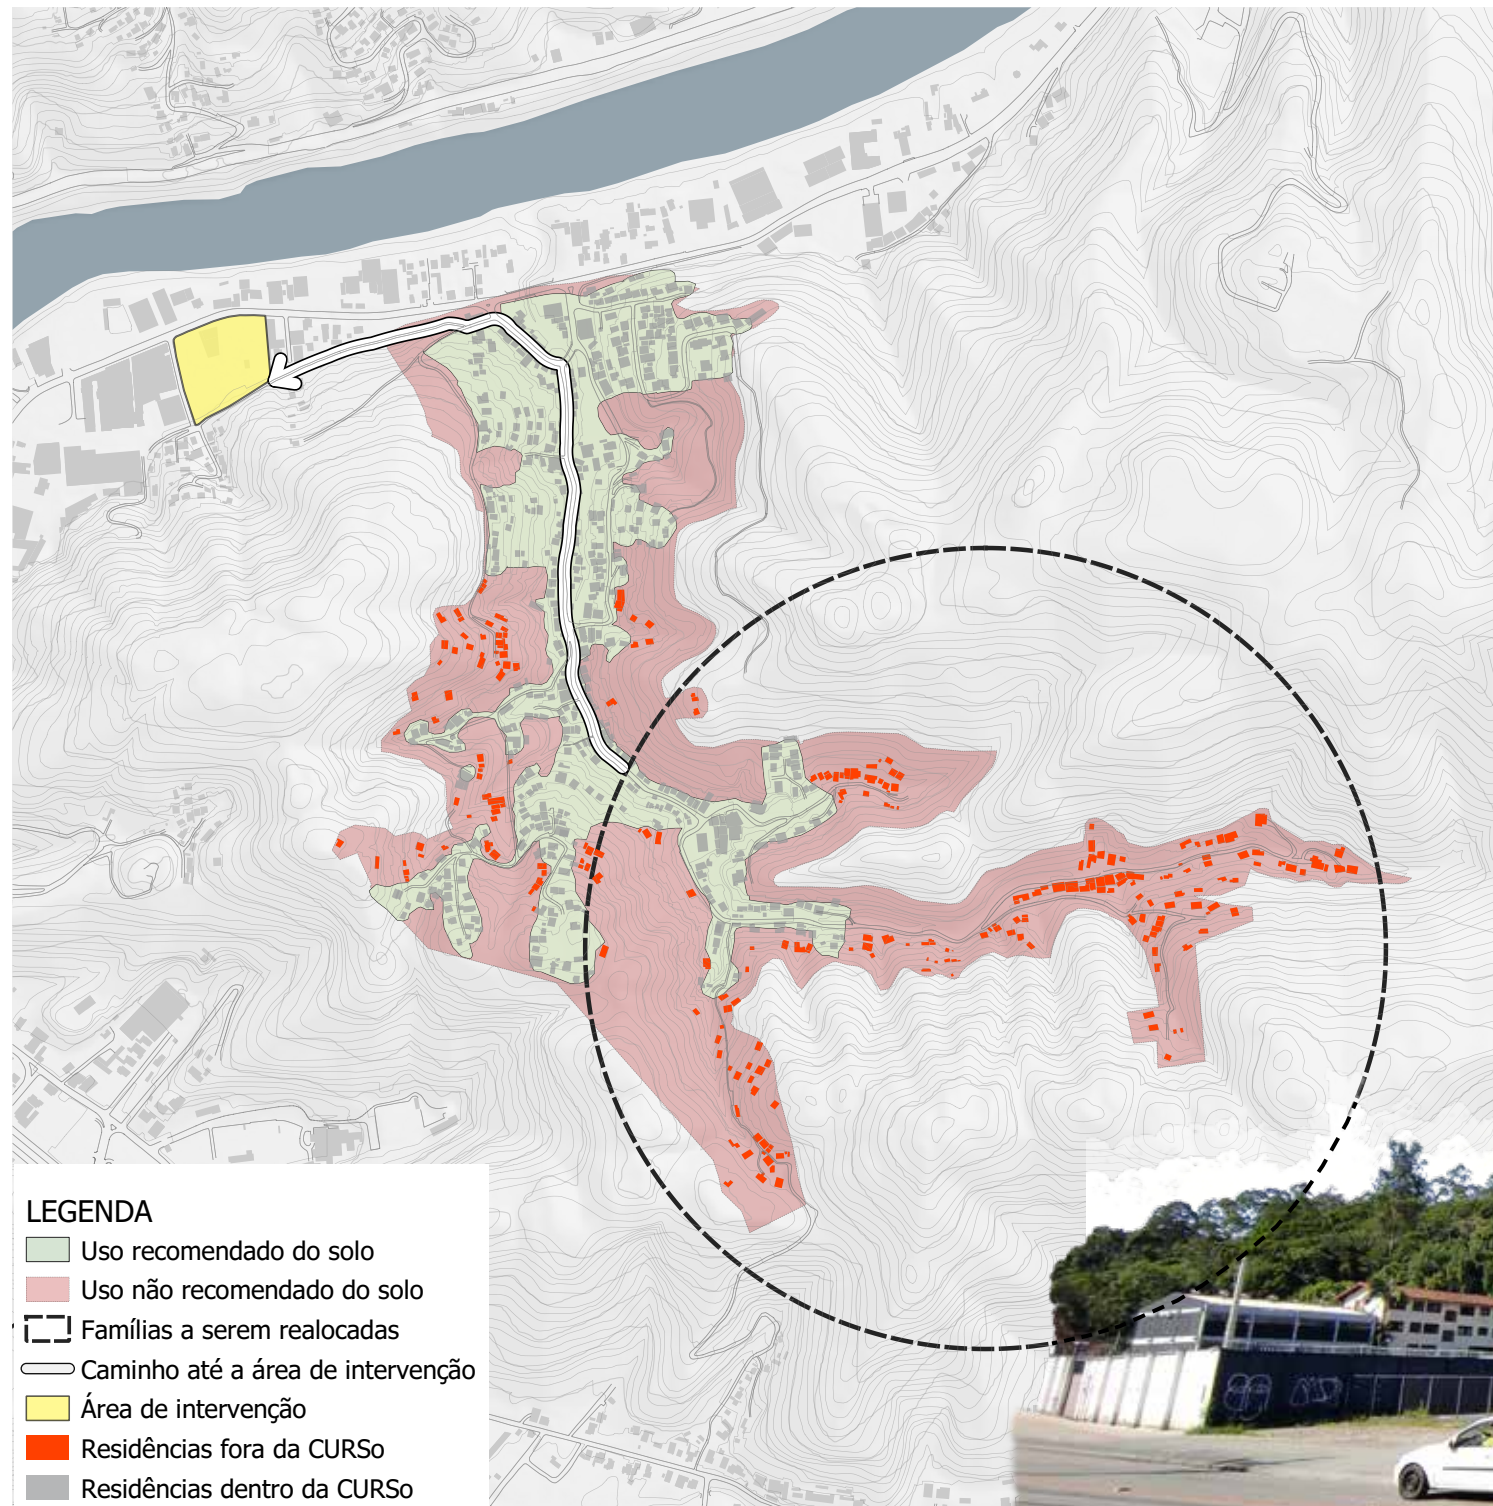 LEGENDA
Uso recomendado do solo
Uso não recomendado do solo
Famílias a serem realocadas
Caminho até a área de intervenção
Área de intervenção
Residências fora da CURSo
Residências dentro da CURSo